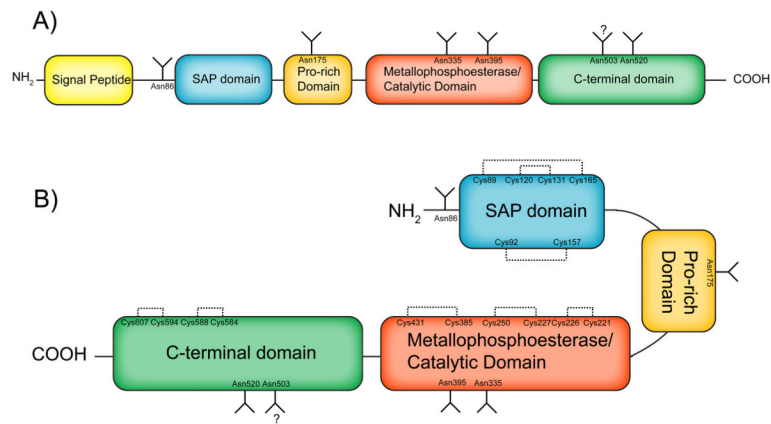 A)
?
Asn175 Asn335 Asn395 Asn503 Asn520
NH2 Signal Peptide SAP domain Pro-rich Metallophosphoesterase/ C-terminal domain COOH
Asn86 Domain Catalytic Domain
B)
Cys89 Cys120 Cys131 Cys165
NH2 SAP domain
Asn86
Cys92 Cys157
Pro-rich
Domain
Asn175
Cys607 Cys594 Cys588 Cys584 Cys431 Cys385 Cys250 Cys227 Cys226 Cys221
COOH C-terminal domain Metallophosphoesterase/
Catalytic Domain
Asn520 Asn503 Asn395 Asn335
?